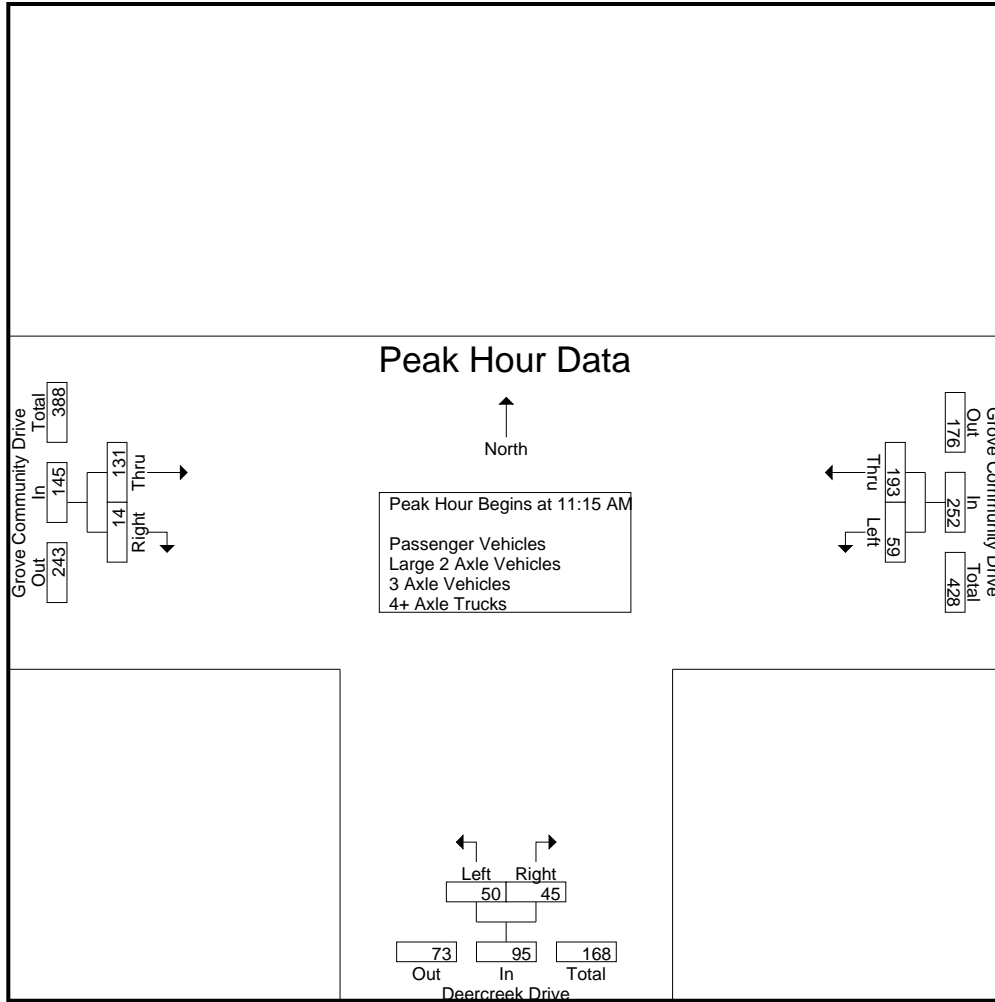 Peak Hour Data
North
Peak Hour Begins at 11:15 AM
Passenger Vehicles
Large 2 Axle Vehicles
3 Axle Vehicles
4+ Axle Trucks
Grove Community Drive
Out In Total
243 145 388
Right Thru
14 131
Grove Community Drive
Out In Total
176 252 428
Thru Left
193 59
Left Right
50 45
73 95 168
Out In Total
Deercreek Drive